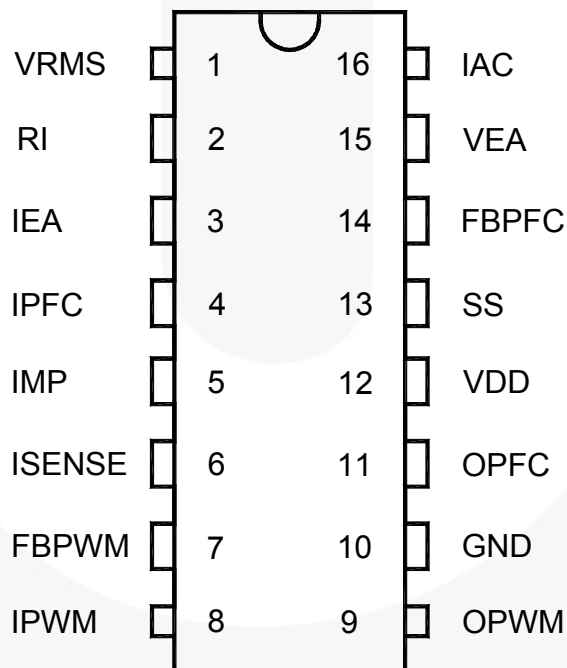 VRMS 1 16 IAC
RI 2 15 VEA
IEA 3 14 FBPFC
IPFC 4 13 SS
IMP 5 12 VDD
ISENSE 6 11 OPFC
FBPWM 7 10 GND
IPWM 8 9 OPWM